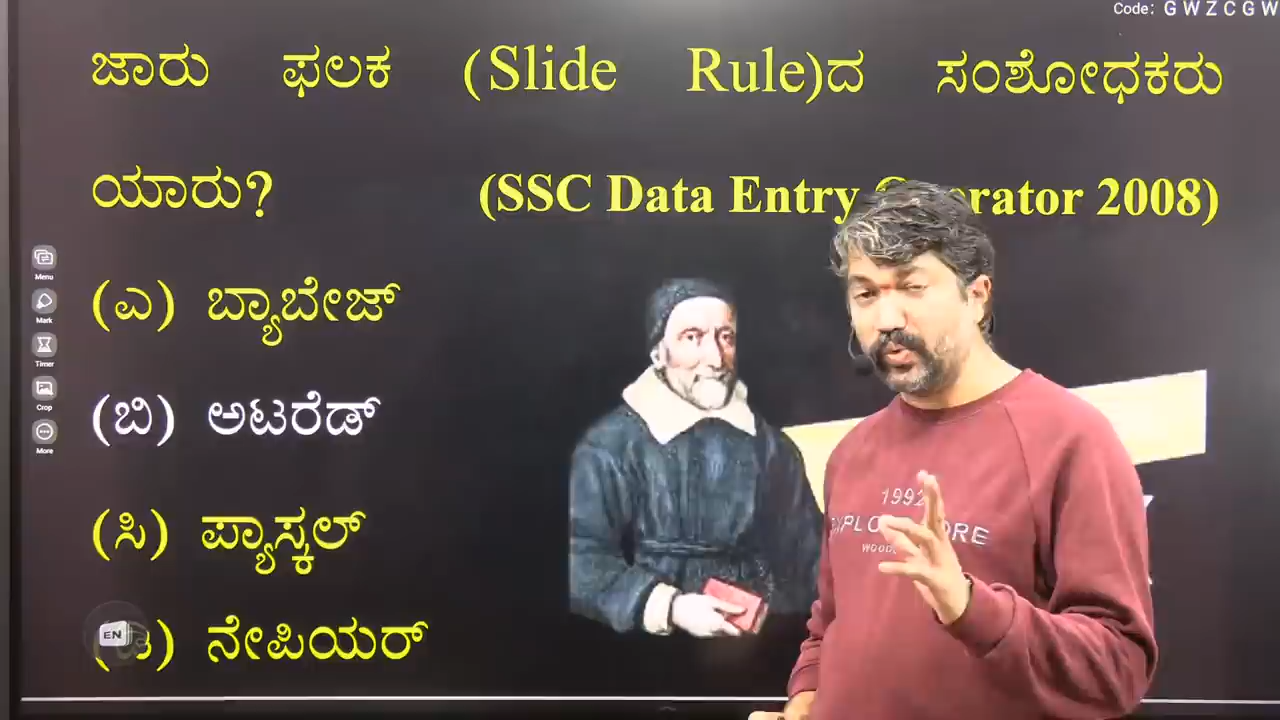 Code: G W Z C G W
ಜಾರು ಫಲಕ (Slide Rule)ದ ಸಂಶೋಧಕರು
ಯಾರು? (SSC Data Entry Operator 2008)
(ಎ) ಬ್ಯಾಬೇಜ್
(ಬಿ) ಅಟರೆಡ್
(ಸಿ) ಪ್ಯಾಸ್ಕಲ್
ನೇಪಿಯರ್
Menu
Mark
Timer
Crop
More
EN
1992